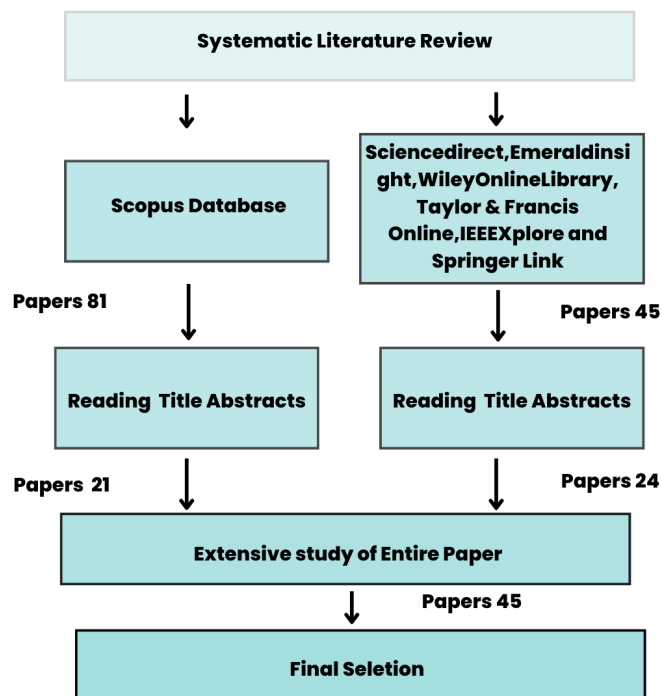 Systematic Literature Review
Scopus Database
Sciencedirect,Emeraldinsi
ght,WileyOnlineLibrary,
Taylor & Francis
Online,IEEEXplore and
Springer Link
Papers 81
Papers 45
Reading Title Abstracts
Reading Title Abstracts
Papers 21
Papers 24
Extensive study of Entire Paper
Papers 45
Final Seletion